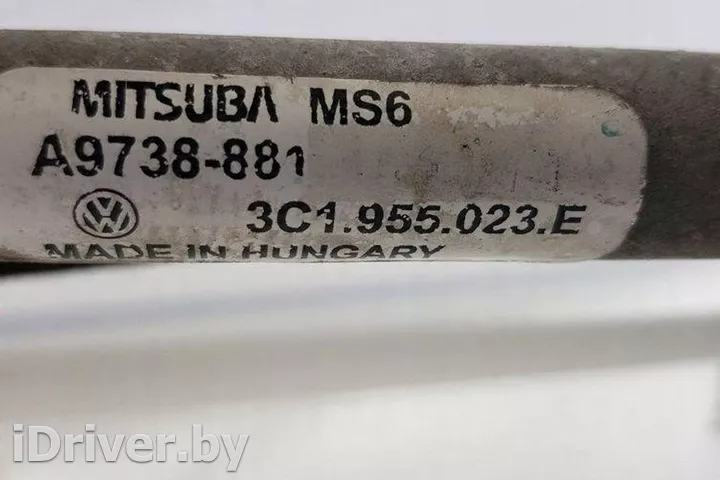 MITSUBA MS6
A9738-881
3C1.955.023.E
MADE IN HUNGARY
iDriver.by